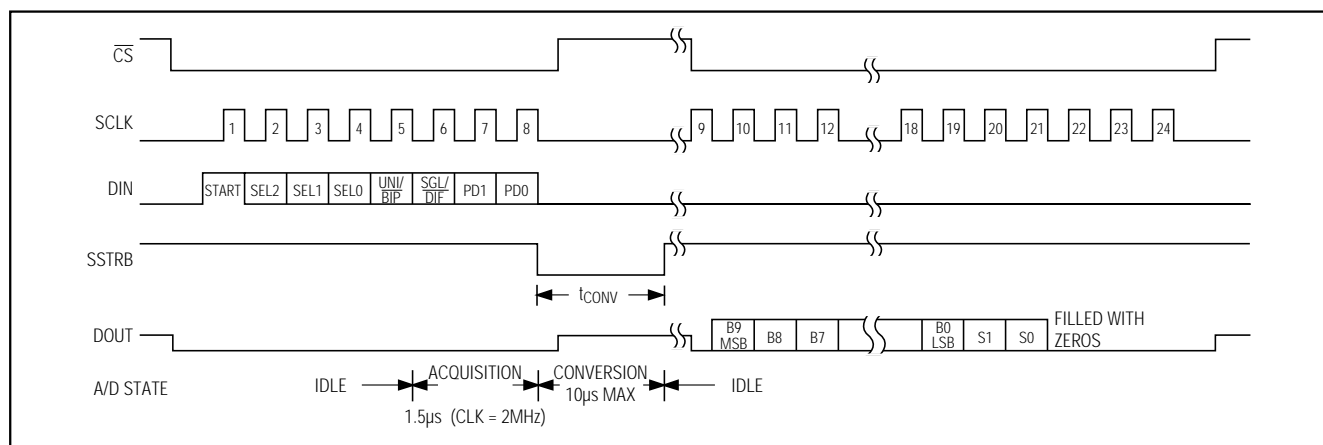 CS
SCLK
1 2 3 4 5 6 7 8 9 10 11 12 18 19 20 21 22 23 24
DIN
START SEL2 SEL1 SEL0 UNI/BIP SGL/DIF PD1 PD0
SSTRB
tCONV
DOUT
B9 MSB B8 B7 B0 LSB S1 S0 FILLED WITH ZEROS
A/D STATE
IDLE ACQUISITION CONVERSION IDLE
10µs MAX
1.5µs (CLK = 2MHz)